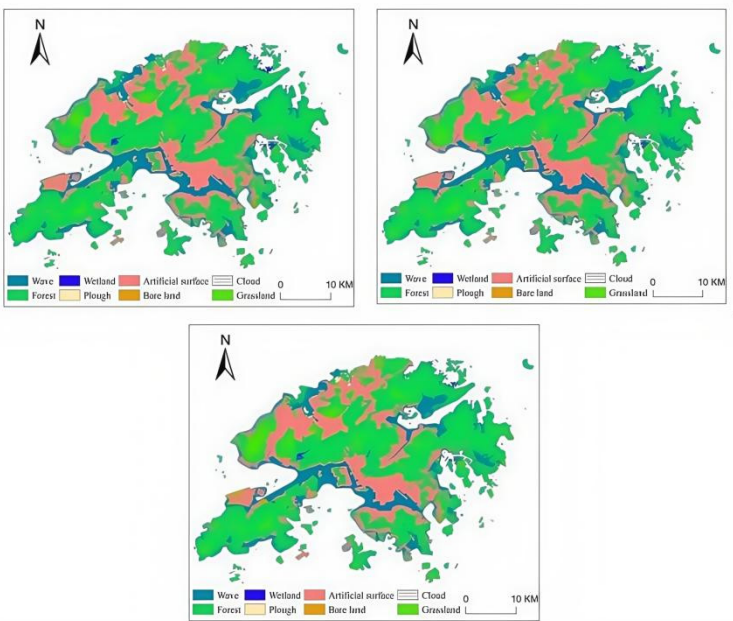 N
Wave Wetland Artificial surface Cloud 0 10 KM
Forest Plough Bare land Grassland
N
Wave Wetland Artificial surface Cloud 0 10 KM
Forest Plough Bare land Grassland
N
Wave Wetland Artificial surface Cloud 0 10 KM
Forest Plough Bare land Grassland